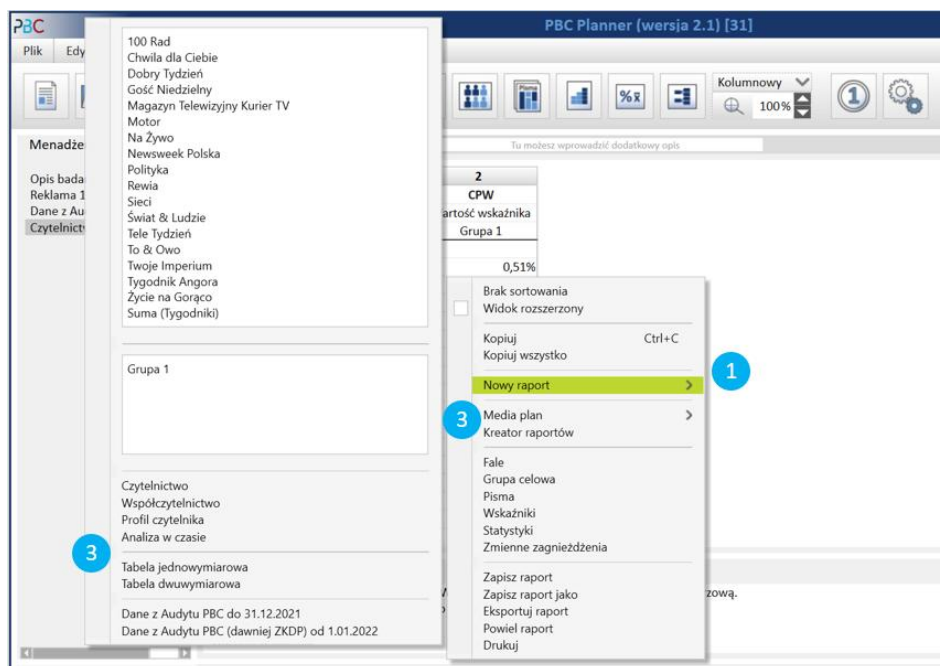 PBC
PBC Planner (wersja 2.1) [31]
Plik Edy
Pisma
% x̄
Kolumnowy
100%
1
Menadże
Tu możesz wprowadzić dodatkowy opis
Opis bada
Reklama 1
Dane z Au
Czytelnict
100 Rad
Chwila dla Ciebie
Dobry Tydzień
Gość Niedzielny
Magazyn Telewizyjny Kurier TV
Motor
Na Żywo
Newsweek Polska
Polityka
Rewia
Sieci
Świat & Ludzie
Tele Tydzień
To & Owo
Twoje Imperium
Tygodnik Angora
Życie na Gorąco
Suma (Tygodniki)
Grupa 1
Czytelnictwo
Współczytelnictwo
Profil czytelnika
Analiza w czasie
3
Tabela jednowymiarowa
Tabela dwuwymiarowa
Dane z Audytu PBC do 31.12.2021
Dane z Audytu PBC (dawniej ZKDP) od 1.01.2022
2
CPW
artość wskaźnika
Grupa 1
0,51%
Brak sortowania
Widok rozszerzony
Kopiuj Ctrl+C
Kopiuj wszystko
Nowy raport
1
Media plan
3
Kreator raportów
Fale
Grupa celowa
Pisma
Wskaźniki
Statystyki
Zmienne zagnieżdżenia
Zapisz raport
Zapisz raport jako
Eksportuj raport
Powiel raport
Drukuj
rzową.